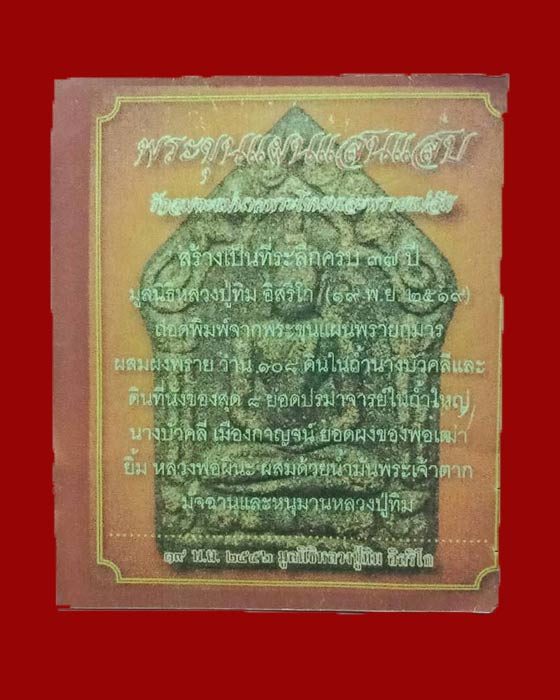 พระขุนแผนแสนแสบ
สร้างเป็นที่ระลึกครบ ๓๗ ปี
มูลนิธิหลวงปู่ทิม อิสริโก (๑๙ พ.ย. ๒๕๑๙)
ถอดพิมพ์จากพระขุนแผนพรายกุมาร
ผสมผงพราย ว่าน ๑๐๘ ดินในถ้ำนางบัวคลี่และ
ดินที่นั่งของสด ๘ ยอดปรมาจารย์ในถ้ำใหญ่
นางบัวคลี่ เมืองกาญจน์ ยอดผงของพ่อเฒ่า
ยิ้ม หลวงพ่อผนะ ผสมด้วยน้ำมันพระเจ้าตาก
มัจฉานุและหนุมานหลวงปู่ทิม
๑๙ พ.ย. ๒๕๕๒ มูลนิธิหลวงปู่ทิม อิสริโก